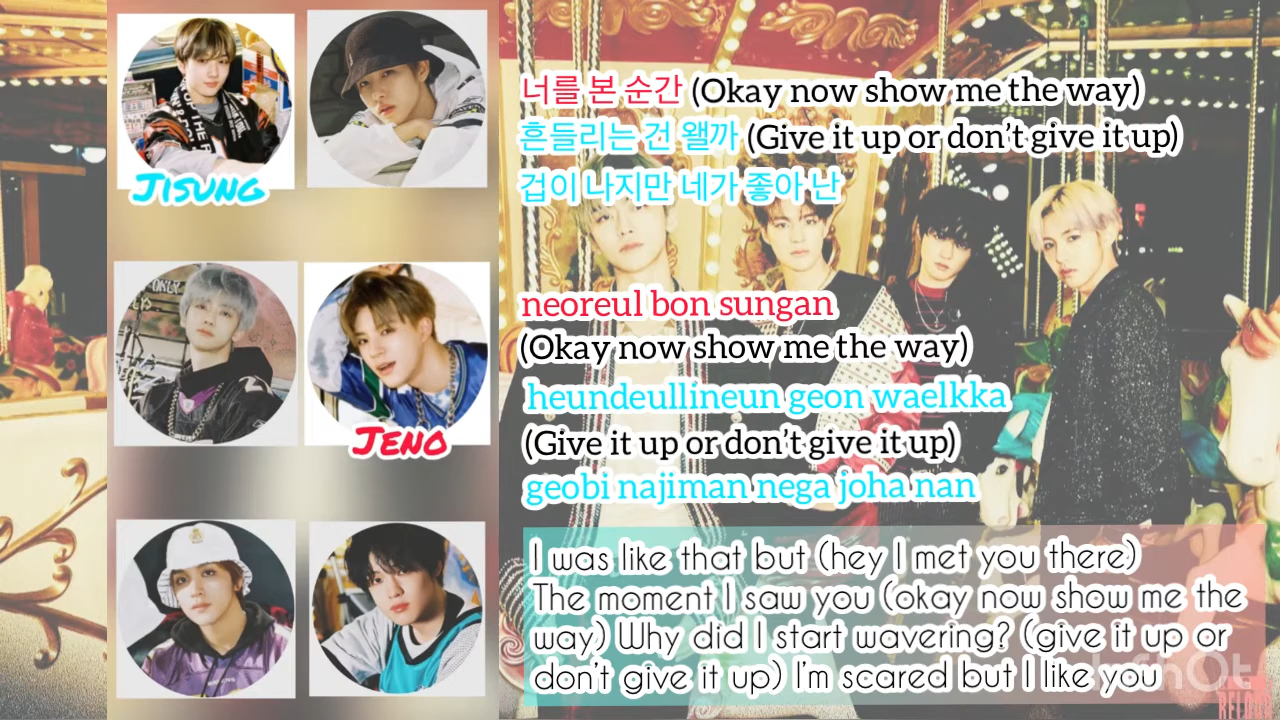 JISUNG
JENO
너를 본 순간 (Okay now show me the way)
흔들리는 건 왤까 (Give it up or don't give it up)
겁이 나지만 네가 좋아 난
neoreul bon sungan
(Okay now show me the way)
heundeullineun geon waelkka
(Give it up or don't give it up)
geobi najiman nega joha nan
I was like that but (hey I met you there)
The moment I saw you (okay now show me the
way) Why did I start wavering? (give it up or
don't give it up) I'm scared but I like you